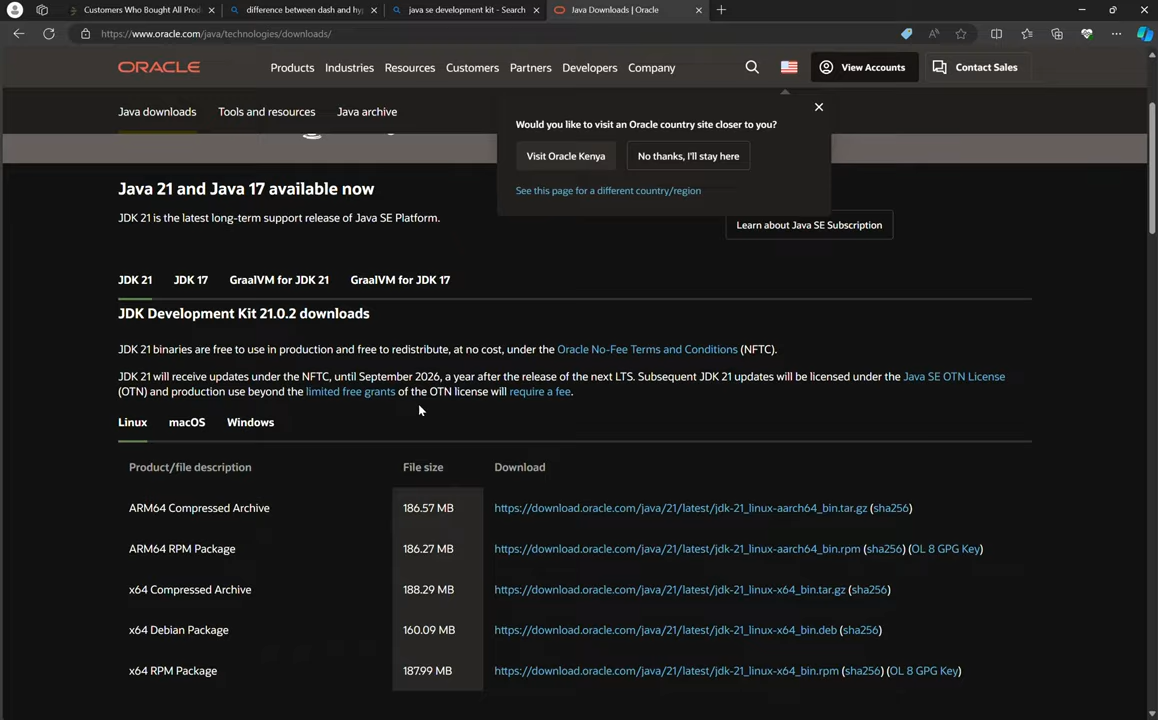 Customers Who Bought All Prod
difference between dash and hy
java se development kit - Search
Java Downloads | Oracle
https://www.oracle.com/java/technologies/downloads/
ORACLE
Products
Industries
Resources
Customers
Partners
Developers
Company
View Accounts
Contact Sales
Java downloads
Tools and resources
Java archive
Would you like to visit an Oracle country site closer to you?
Visit Oracle Kenya
No thanks, I'll stay here
See this page for a different country/region
Java 21 and Java 17 available now
JDK 21 is the latest long-term support release of Java SE Platform.
Learn about Java SE Subscription
JDK 21
JDK 17
GraalVM for JDK 21
GraalVM for JDK 17
JDK Development Kit 21.0.2 downloads
JDK 21 binaries are free to use in production and free to redistribute, at no cost, under the Oracle No-Fee Terms and Conditions (NFTC).
JDK 21 will receive updates under the NFTC, until September 2026, a year after the release of the next LTS. Subsequent JDK 21 updates will be licensed under the Java SE OTN License
(OTN) and production use beyond the limited free grants of the OTN license will require a fee.
Linux
macOS
Windows
Product/file description
File size
Download
ARM64 Compressed Archive
186.57 MB
https://download.oracle.com/java/21/latest/jdk-21_linux-aarch64_bin.tar.gz (sha256)
ARM64 RPM Package
186.27 MB
https://download.oracle.com/java/21/latest/jdk-21_linux-aarch64_bin.rpm (sha256) (OL 8 GPG Key)
x64 Compressed Archive
188.29 MB
https://download.oracle.com/java/21/latest/jdk-21_linux-x64_bin.tar.gz (sha256)
x64 Debian Package
160.09 MB
https://download.oracle.com/java/21/latest/jdk-21_linux-x64_bin.deb (sha256)
x64 RPM Package
187.99 MB
https://download.oracle.com/java/21/latest/jdk-21_linux-x64_bin.rpm (sha256) (OL 8 GPG Key)